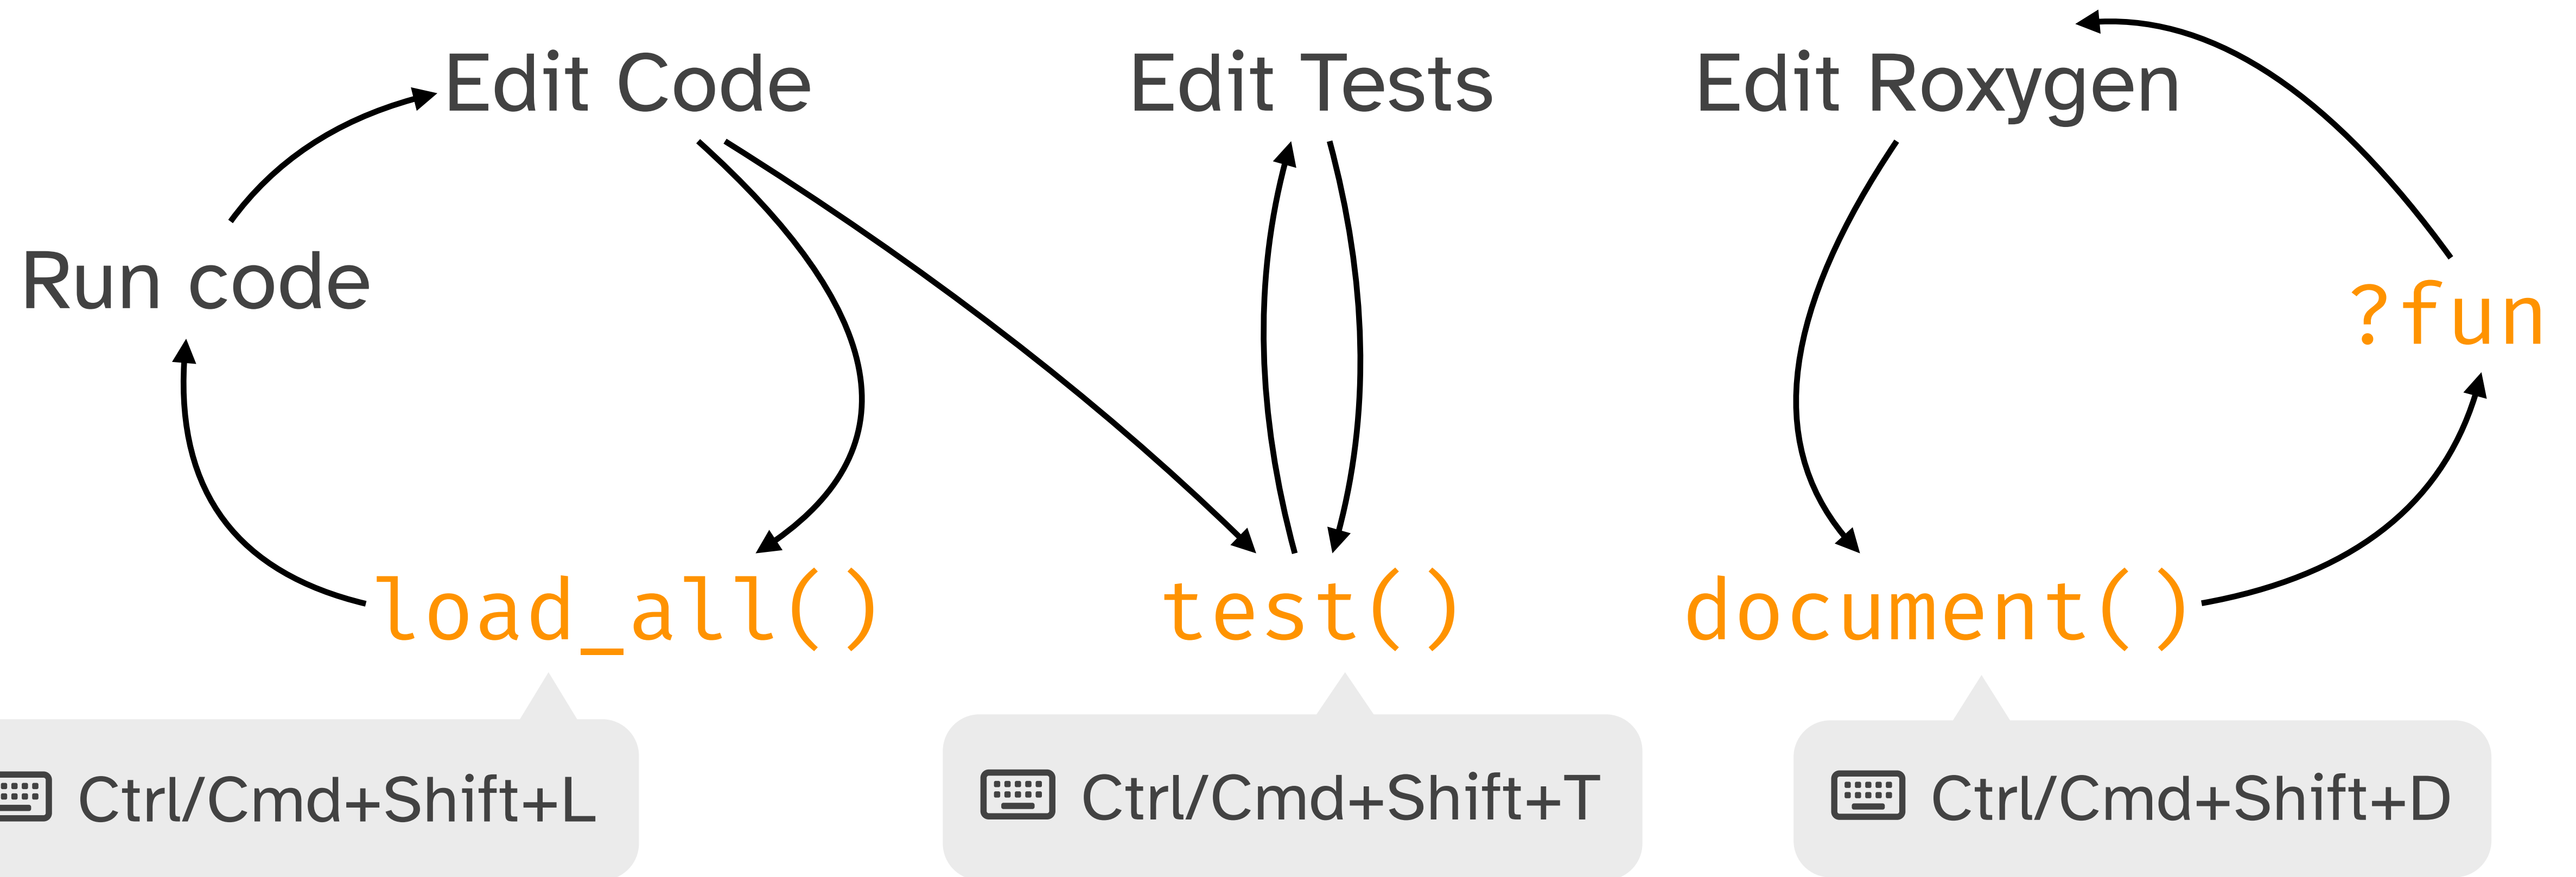 Edit Code
Edit Tests
Edit Roxygen
Run code
?fun
load_all()
test()
document()
Ctrl/Cmd+Shift+L
Ctrl/Cmd+Shift+T
Ctrl/Cmd+Shift+D